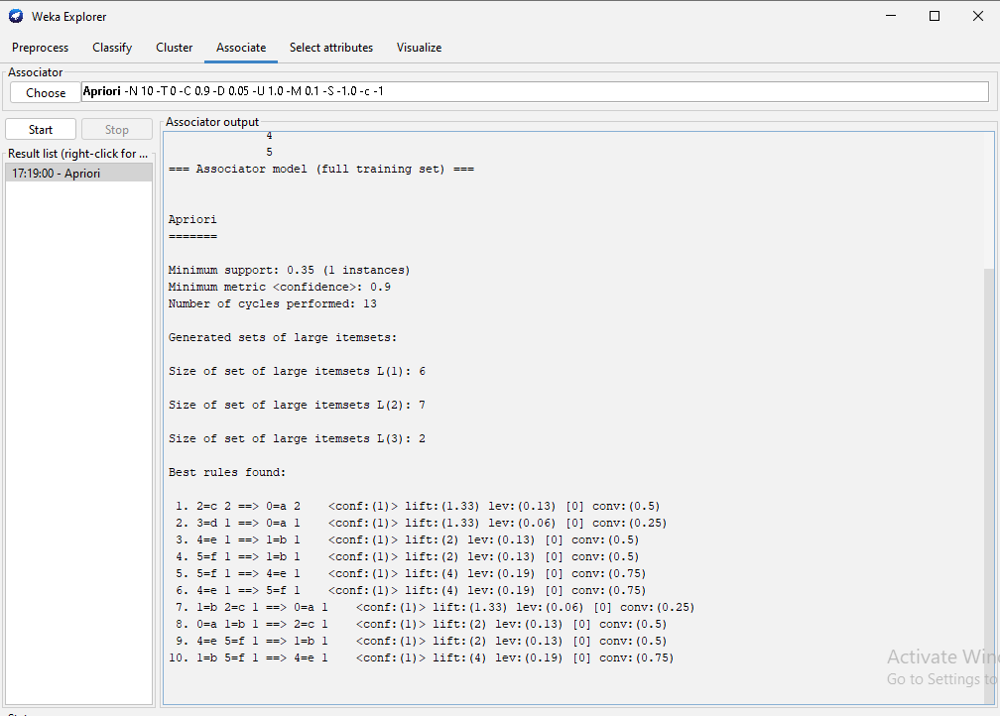 Weka Explorer
Preprocess Classify Cluster Associate Select attributes Visualize
Associator
Choose Apriori -N 10 -T 0 -C 0.9 -D 0.05 -U 1.0 -M 0.1 -S -1.0 -c -1
Start Stop
Associator output
Result list (right-click for ...
17:19:00 - Apriori
4
5
=== Associator model (full training set) ===
Apriori
=======
Minimum support: 0.35 (1 instances)
Minimum metric <confidence>: 0.9
Number of cycles performed: 13
Generated sets of large itemsets:
Size of set of large itemsets L(1): 6
Size of set of large itemsets L(2): 7
Size of set of large itemsets L(3): 2
Best rules found:
1. 2=c 2 ==> 0=a 2 <conf:(1)> lift:(1.33) lev:(0.13) [0] conv:(0.5)
2. 3=d 1 ==> 0=a 1 <conf:(1)> lift:(1.33) lev:(0.06) [0] conv:(0.25)
3. 4=e 1 ==> 1=b 1 <conf:(1)> lift:(2) lev:(0.13) [0] conv:(0.5)
4. 5=f 1 ==> 1=b 1 <conf:(1)> lift:(2) lev:(0.13) [0] conv:(0.5)
5. 5=f 1 ==> 4=e 1 <conf:(1)> lift:(4) lev:(0.19) [0] conv:(0.75)
6. 4=e 1 ==> 5=f 1 <conf:(1)> lift:(4) lev:(0.19) [0] conv:(0.75)
7. 1=b 2=c 1 ==> 0=a 1 <conf:(1)> lift:(1.33) lev:(0.06) [0] conv:(0.25)
8. 0=a 1=b 1 ==> 2=c 1 <conf:(1)> lift:(2) lev:(0.13) [0] conv:(0.5)
9. 4=e 5=f 1 ==> 1=b 1 <conf:(1)> lift:(2) lev:(0.13) [0] conv:(0.5)
10. 1=b 5=f 1 ==> 4=e 1 <conf:(1)> lift:(4) lev:(0.19) [0] conv:(0.75)
Activate Win
Go to Settings to